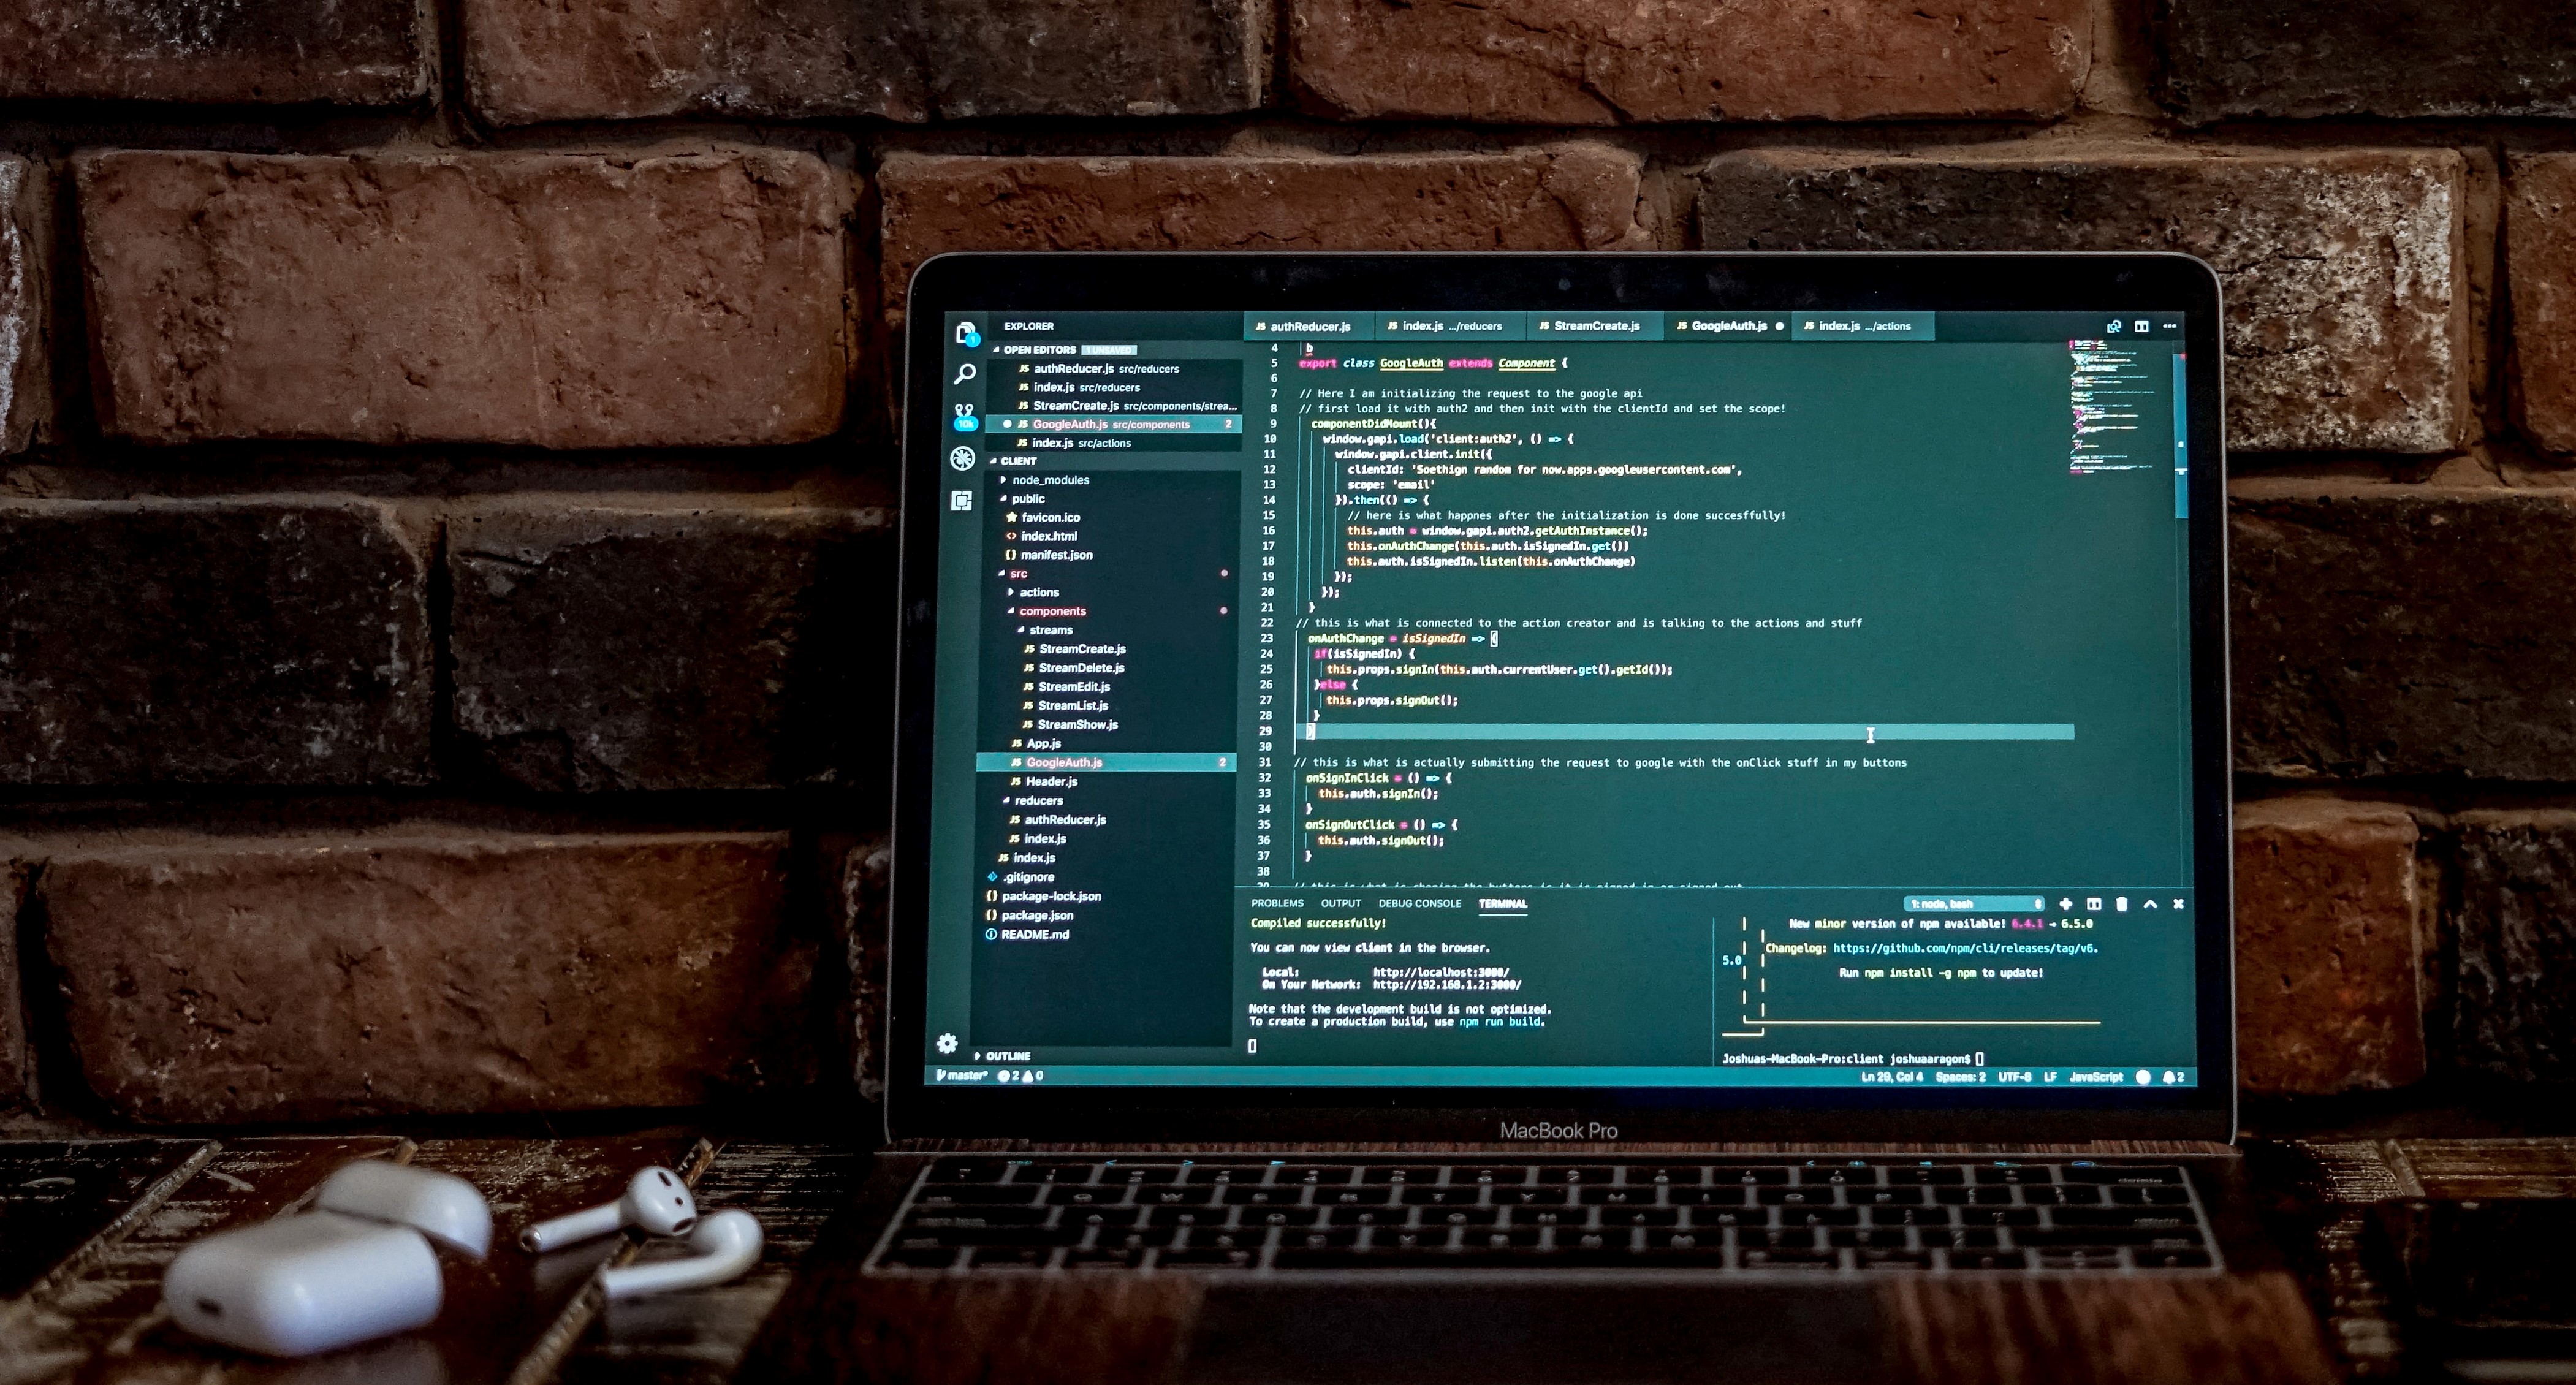 EXPLORER
OPEN EDITORS 1 UNSAVED
authReducer.js src/reducers
index.js src/reducers
StreamCreate.js src/components/strea...
GoogleAuth.js src/components 2
index.js src/actions
CLIENT
node_modules
public
favicon.ico
index.html
manifest.json
src
actions
components
streams
StreamCreate.js
StreamDelete.js
StreamEdit.js
StreamList.js
StreamShow.js
App.js
GoogleAuth.js 2
Header.js
reducers
authReducer.js
index.js
index.js
.gitignore
package-lock.json
package.json
README.md
OUTLINE
authReducer.js index.js .../reducers StreamCreate.js GoogleAuth.js index.js .../actions
4 b
5 export class GoogleAuth extends Component {
6
7 // Here I am initializing the request to the google api
8 // first load it with auth2 and then init with the clientId and set the scope!
9 componentDidMount(){
10 window.gapi.load('client:auth2', () => {
11 window.gapi.client.init({
12 clientId: 'Soethign random for now.apps.googleusercontent.com',
13 scope: 'email'
14 }).then(() => {
15 // here is what happnes after the initialization is done succesffully!
16 this.auth = window.gapi.auth2.getAuthInstance();
17 this.onAuthChange(this.auth.isSignedIn.get())
18 this.auth.isSignedIn.listen(this.onAuthChange)
19 });
20 });
21 }
22 // this is what is connected to the action creator and is talking to the actions and stuff
23 onAuthChange = isSignedIn => {
24 if(isSignedIn) {
25 this.props.signIn(this.auth.currentUser.get().getId());
26 }else {
27 this.props.signOut();
28 }
29 }
30
31 // this is what is actually submitting the request to google with the onClick stuff in my buttons
32 onSignInClick = () => {
33 this.auth.signIn();
34 }
35 onSignOutClick = () => {
36 this.auth.signOut();
37 }
38
PROBLEMS OUTPUT DEBUG CONSOLE TERMINAL 1: node, bash
Compiled successfully!
You can now view client in the browser.
Local: http://localhost:3000/
On Your Network: http://192.168.1.2:3000/
Note that the development build is not optimized.
To create a production build, use npm run build.
New minor version of npm available! 6.4.1 → 6.5.0
Changelog: https://github.com/npm/cli/releases/tag/v6.
5.0
Run npm install -g npm to update!
Joshuas-MacBook-Pro:client joshuaaragon$
master* 2 0 Ln 29, Col 4 Spaces: 2 UTF-8 LF JavaScript 2
MacBook Pro